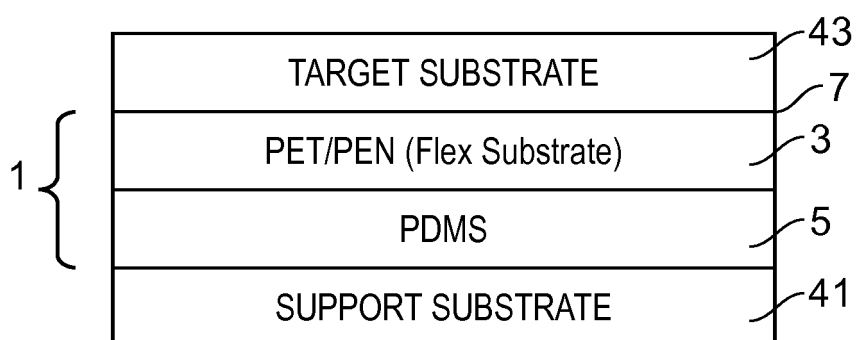 43
TARGET SUBSTRATE
7
PET/PEN (Flex Substrate)
3
1
PDMS
5
SUPPORT SUBSTRATE
41